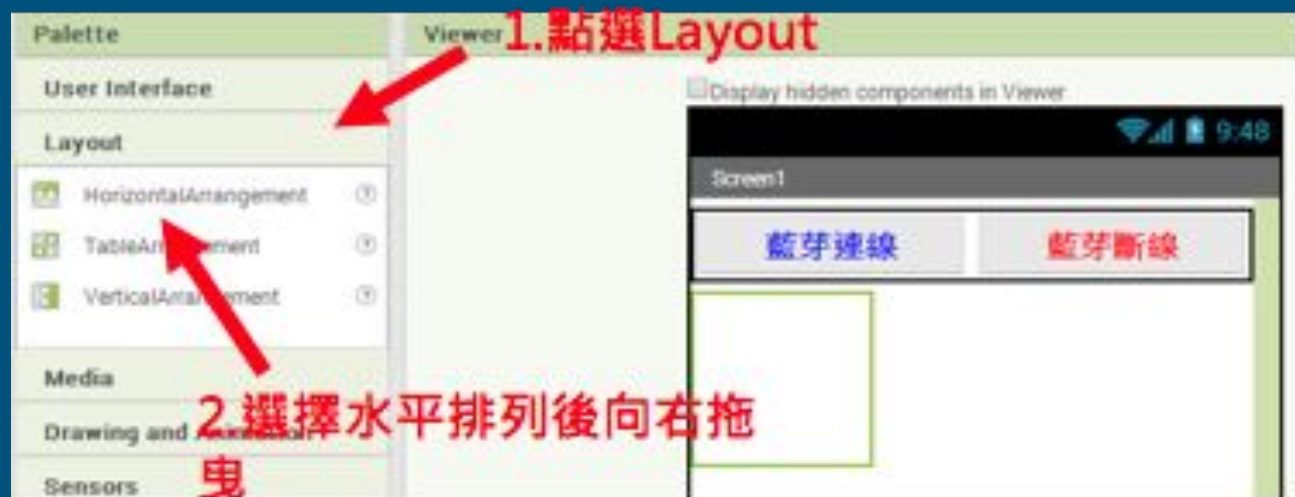 Palette
Viewer
1.點選Layout
User Interface
Display hidden components in Viewer
Layout
9:48
HorizontalArrangement
Screen1
藍芽連線
藍芽斷線
VerticalArrangement
Media
2.選擇水平排列後向右拖
Drawing and
曳
Sensors